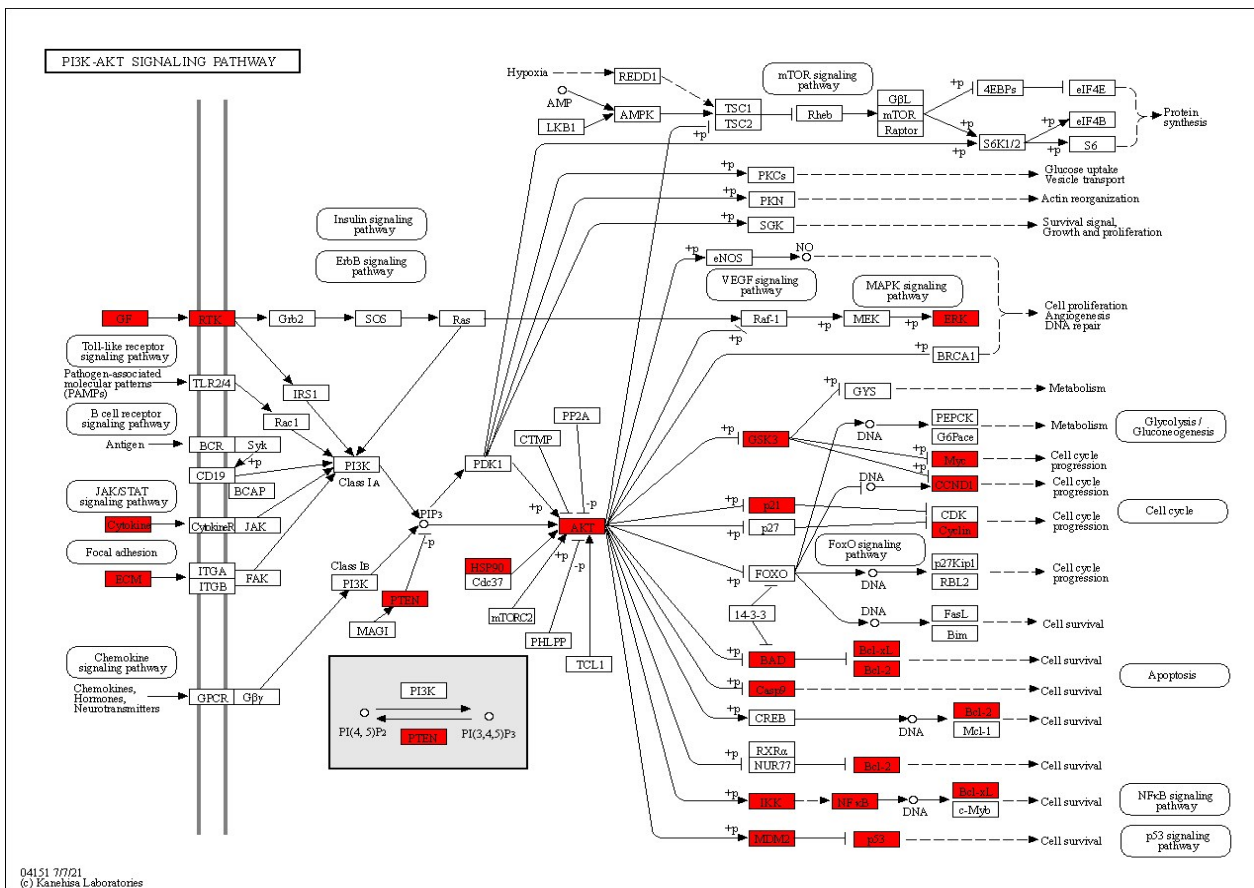 PI3K-AKT SIGNALING PATHWAY
Hypoxia
REDD1
mTOR signaling
pathway
AMP
LKB1
AMPK
TSC1
TSC2
+p
Rheb
GβL
mTOR
Raptor
+p
4EBPs
eIF4E
+p
S6K1/2
+p
+p
eIF4B
+p
S6
Protein
synthesis
+p
PKCs
Glucose uptake
Vesicle transport
+p
PKN
Actin reorganization
+p
SGK
Survival signal,
Growth and proliferation
Insulin signaling
pathway
ErbB signaling
pathway
+p
eNOS
NO
VEGF signaling
pathway
MAPK signaling
pathway
Cell proliferation
Angiogenesis
DNA repair
GF
RTK
Grb2
SOS
Ras
Raf-1
+p
MEK
+p
ERK
+p
+p
BRCA1
Toll-like receptor
signaling pathway
Pathogen-associated
molecular patterns
(PAMPs)
TLR2/4
IRS1
Rac1
B cell receptor
signaling pathway
Antigen
BCR
Syk
+p
CD19
BCAP
PI3K
Class IA
PDK1
CTMP
PP2A
+p
-p
+p
GYS
Metabolism
+p
GSK3
DNA
PEPCK
G6Pace
Metabolism
Glycolysis /
Gluconeogenesis
+p
Myc
Cell cycle
progression
+p
DNA
CCND1
Cell cycle
progression
JAK/STAT
signaling pathway
Cytokine
CytokineR
JAK
PIP3
-p
AKT
+p
p21
+p
p27
CDK
Cyclin
Cell cycle
progression
Cell cycle
Focal adhesion
ECM
ITGA
ITGB
FAK
Class IB
PI3K
PTEN
MAGI
HSP90
Cdc37
+p
-p
mTORC2
PHLPP
TCL1
+p
FOXO
FoxO signaling
pathway
DNA
p27Kip1
RBL2
Cell cycle
progression
14-3-3
DNA
FasL
Bim
Cell survival
Chemokine
signaling pathway
Chemokines,
Hormones,
Neurotransmitters
GPCR
Gβγ
PI3K
PI(4, 5)P2
PTEN
PI(3,4,5)P3
+p
BAD
Bcl-xL
Bcl-2
Cell survival
Apoptosis
+p
Casp9
Cell survival
+p
CREB
DNA
Bcl-2
Mcl-1
Cell survival
+p
RXRα
NUR77
Bcl-2
Cell survival
+p
IKK
NFκB
DNA
Bcl-xL
c-Myb
Cell survival
NFκB signaling
pathway
+p
MDM2
p53
Cell survival
p53 signaling
pathway
04151 7/7/21
(c) Kanehisa Laboratories